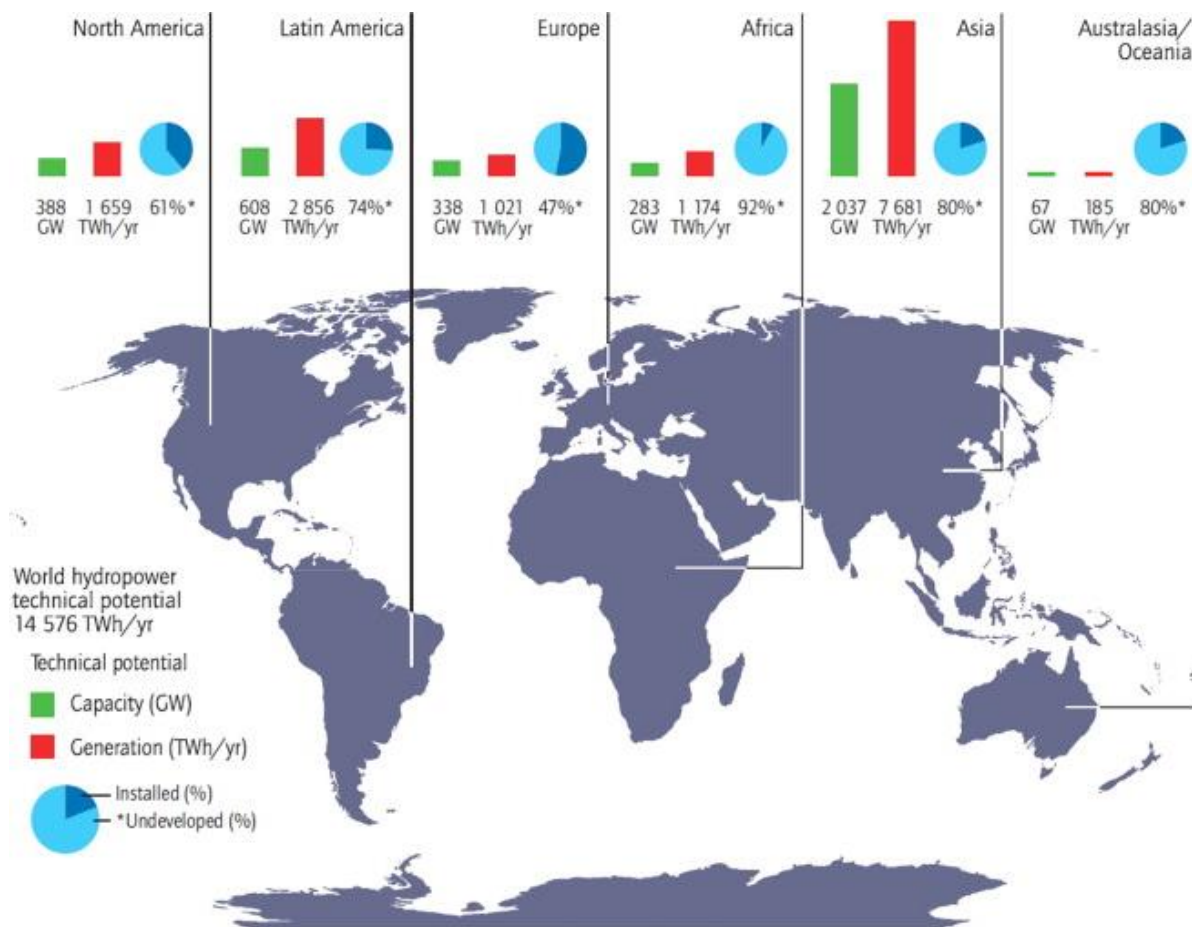 North America
Latin America
Europe
Africa
Asia
Australasia/
Oceania
388
GW
1 659
TWh/yr
61%*
608
GW
2 856
TWh/yr
74%*
338
GW
1 021
TWh/yr
47%*
283
GW
1 174
TWh/yr
92%*
2 037
GW
7 681
TWh/yr
80%*
67
GW
185
TWh/yr
80%*
World hydropower
technical potential
14 576 TWh/yr
Technical potential
Capacity (GW)
Generation (TWh/yr)
Installed (%)
*Undeveloped (%)